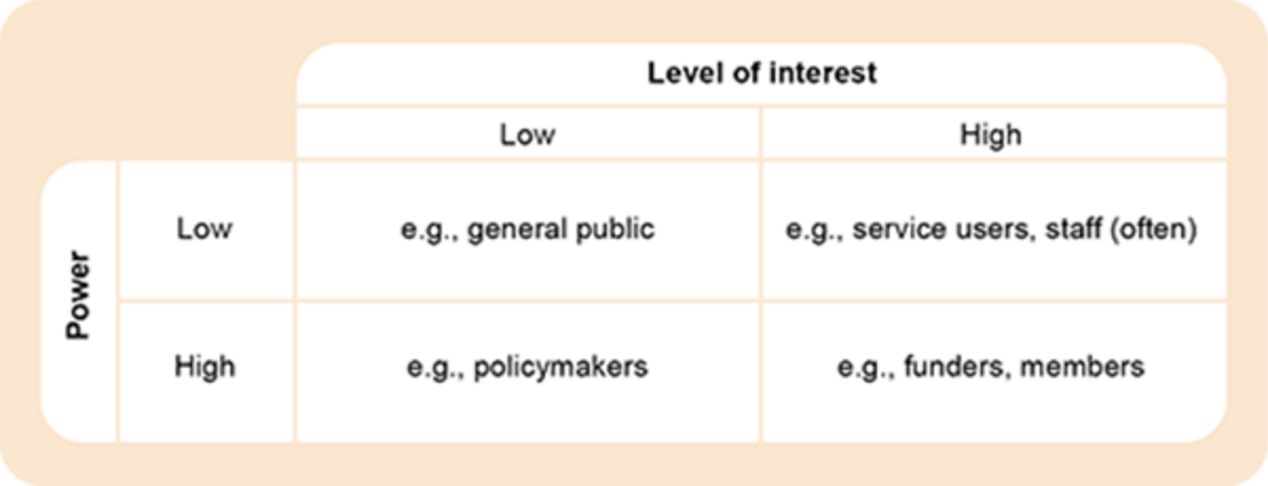 Level of interest
Low
High
Power
Low
e.g., general public
e.g., service users, staff (often)
High
e.g., policymakers
e.g., funders, members